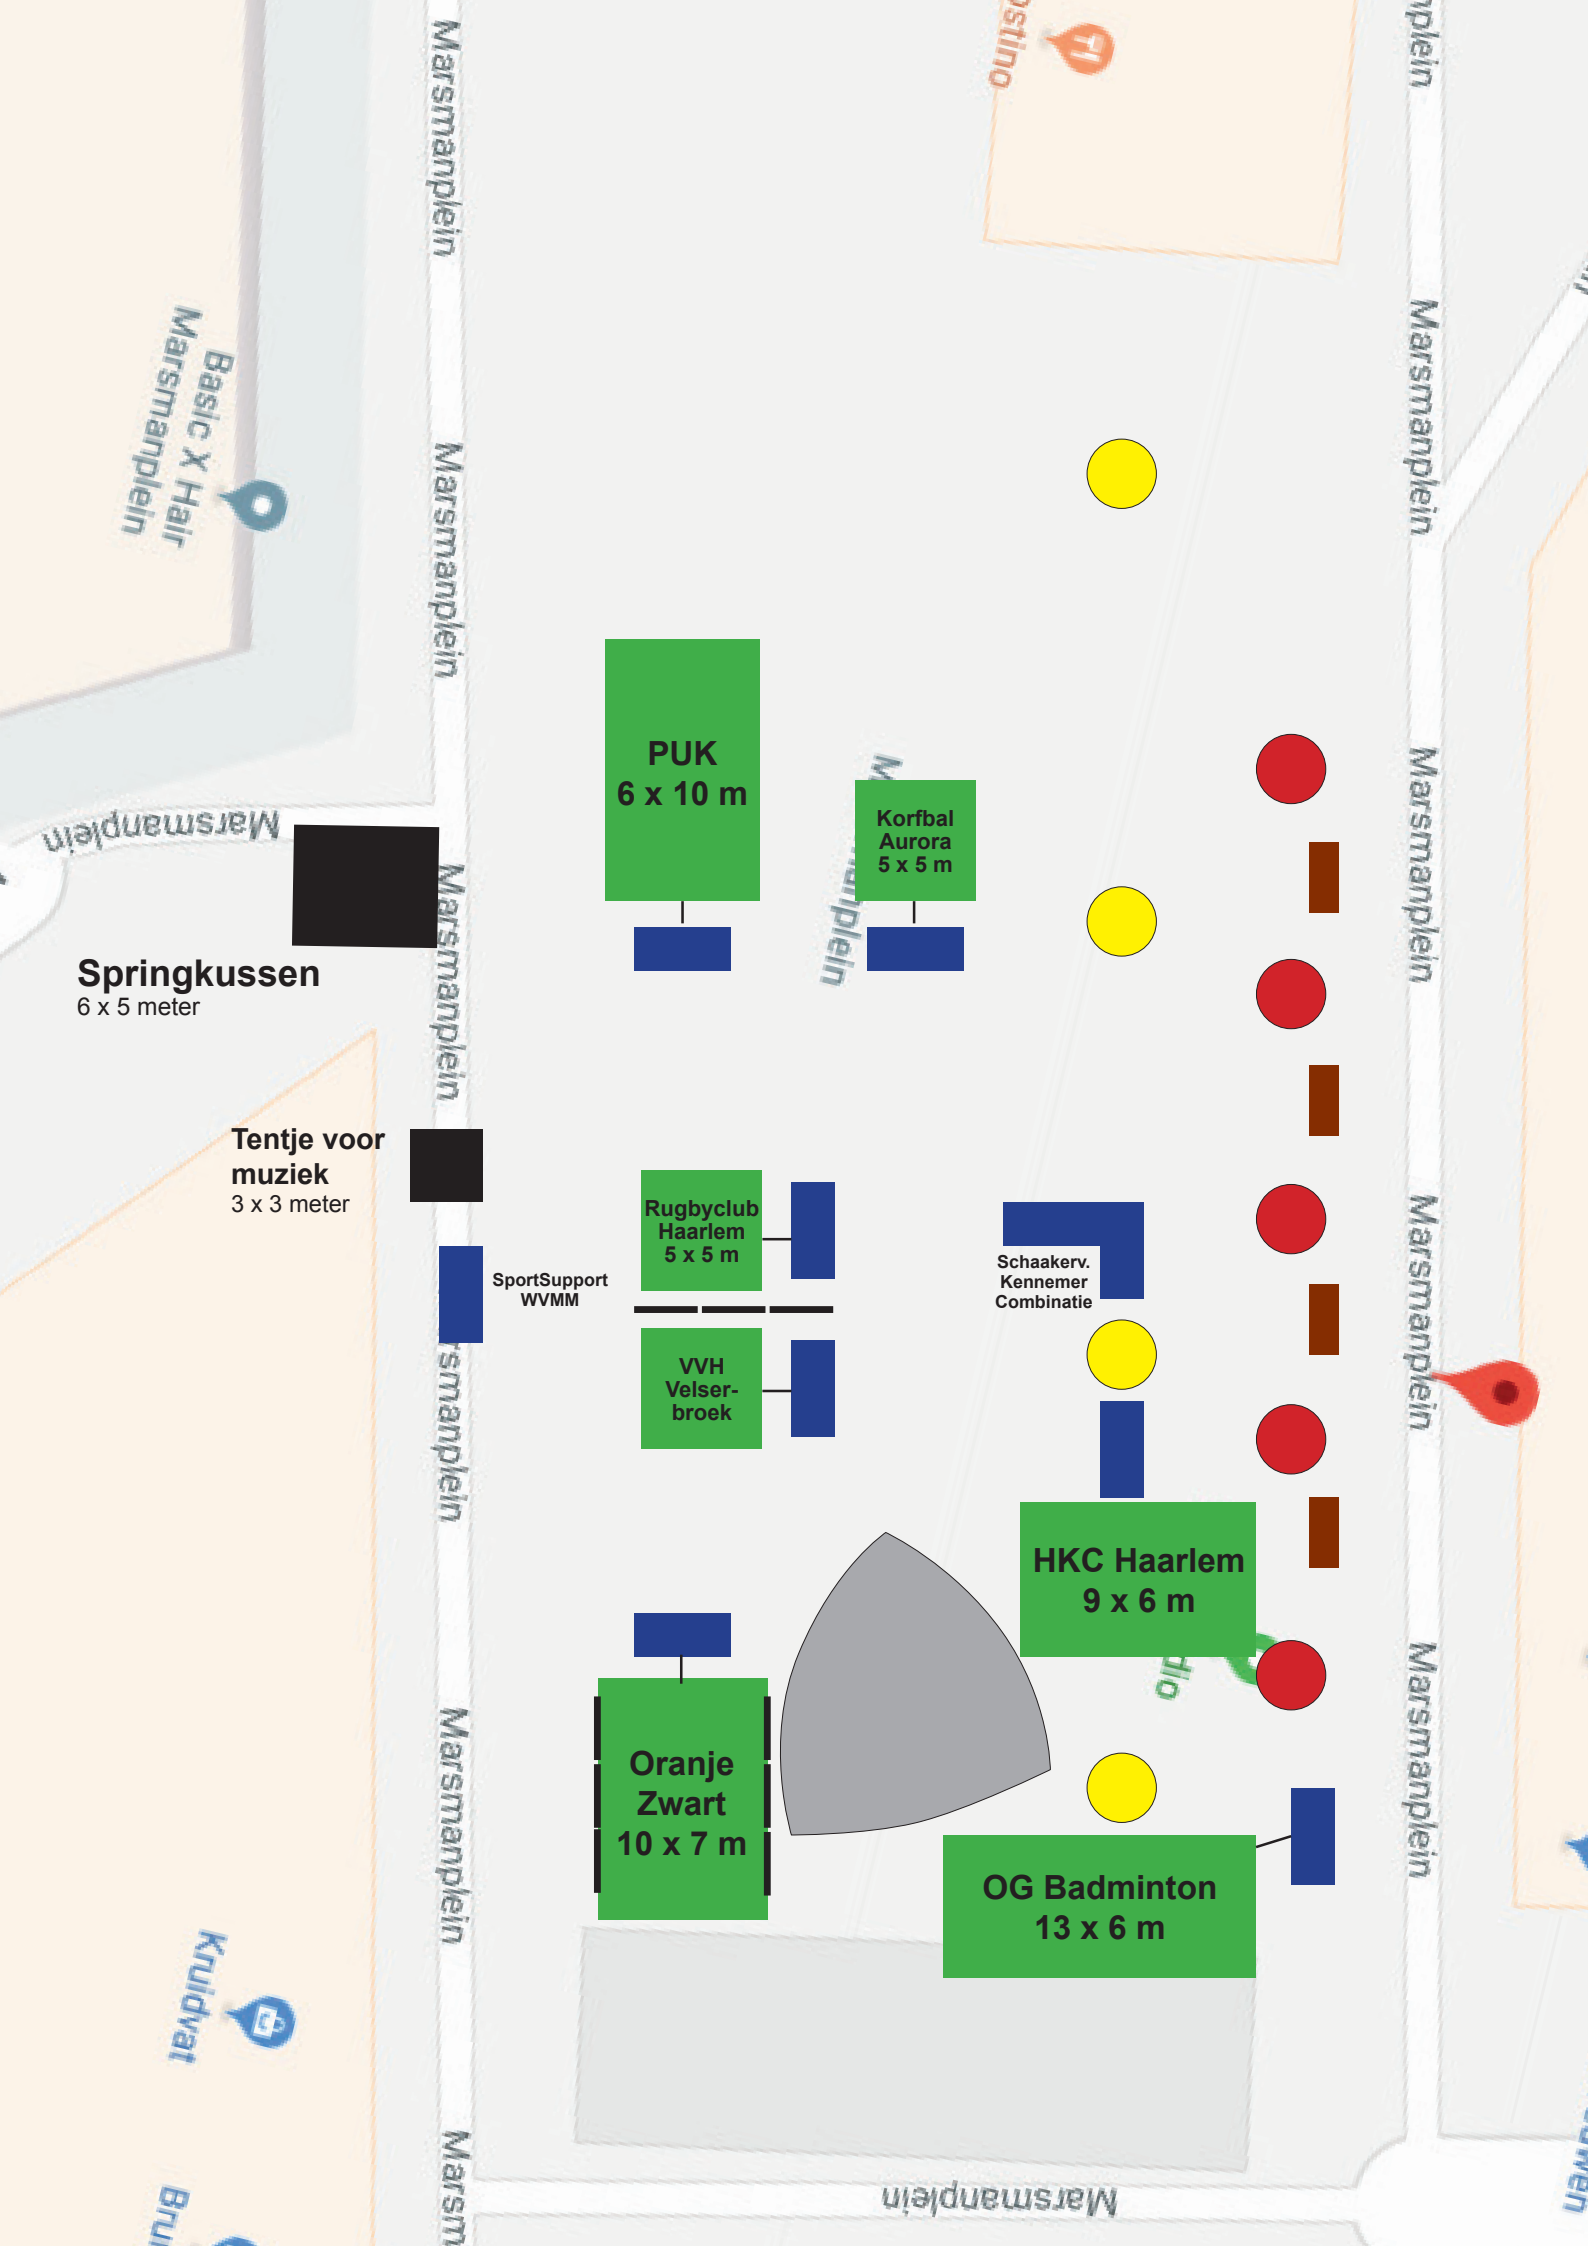 Marsmanplein
Marsmanplein
Basic X Hair
Marsmanplein
Marsmanplein
PUK
6 x 10 m
Korfbal
Aurora
5 x 5 m
Marsmanplein
Marsmanplein
Marsmanplein
Marsmanplein
Springkussen
6 x 5 meter
Tentje voor
muziek
3 x 3 meter
Rugbyclub
Haarlem
5 x 5 m
Schaakerv.
Kennemer
Combinatie
SportSupport
WVMM
VVH
Velser-
broek
Marsmanplein
HKC Haarlem
9 x 6 m
Oranje
Zwart
10 x 7 m
Marsmanplein
Marsmanplein
OG Badminton
13 x 6 m
Kruidvat
Marsmanplein